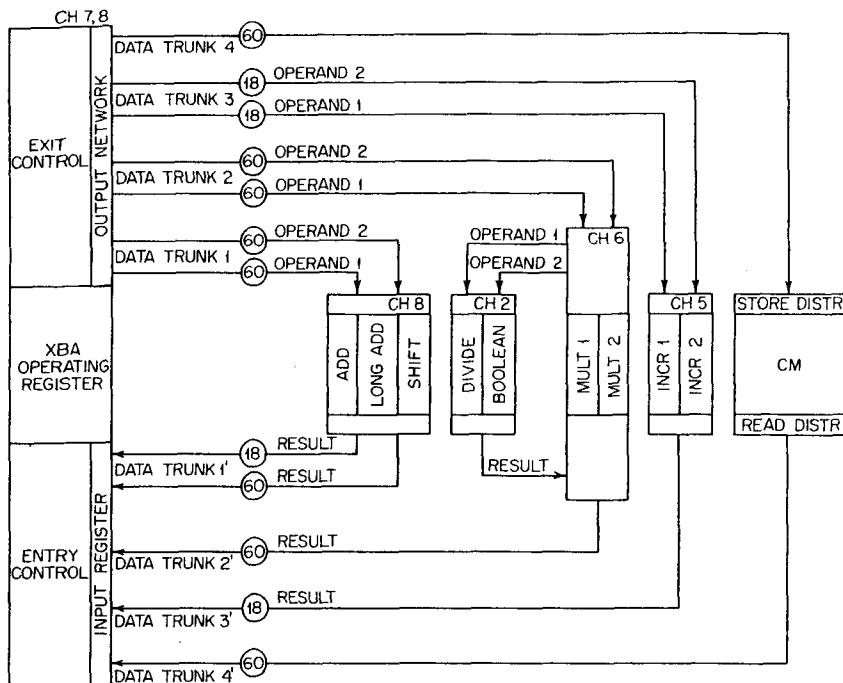 CH 7, 8
EXIT CONTROL
OUTPUT NETWORK
DATA TRUNK 4
60
18
OPERAND 2
DATA TRUNK 3
18
OPERAND 1
60
OPERAND 2
DATA TRUNK 2
60
OPERAND 1
60
OPERAND 2
DATA TRUNK 1
60
OPERAND 1
OPERAND 1
OPERAND 2
CH 6
MULT 1
MULT 2
CH 8
ADD
LONG ADD
SHIFT
CH 2
DIVIDE
BOOLEAN
CH 5
INCR 1
INCR 2
STORE DISTR
CM
READ DISTR
XBA
OPERATING
REGISTER
ENTRY
CONTROL
INPUT REGISTER
18
RESULT
DATA TRUNK 1'
60
RESULT
RESULT
60
RESULT
DATA TRUNK 2'
18
RESULT
DATA TRUNK 3'
60
DATA TRUNK 4'